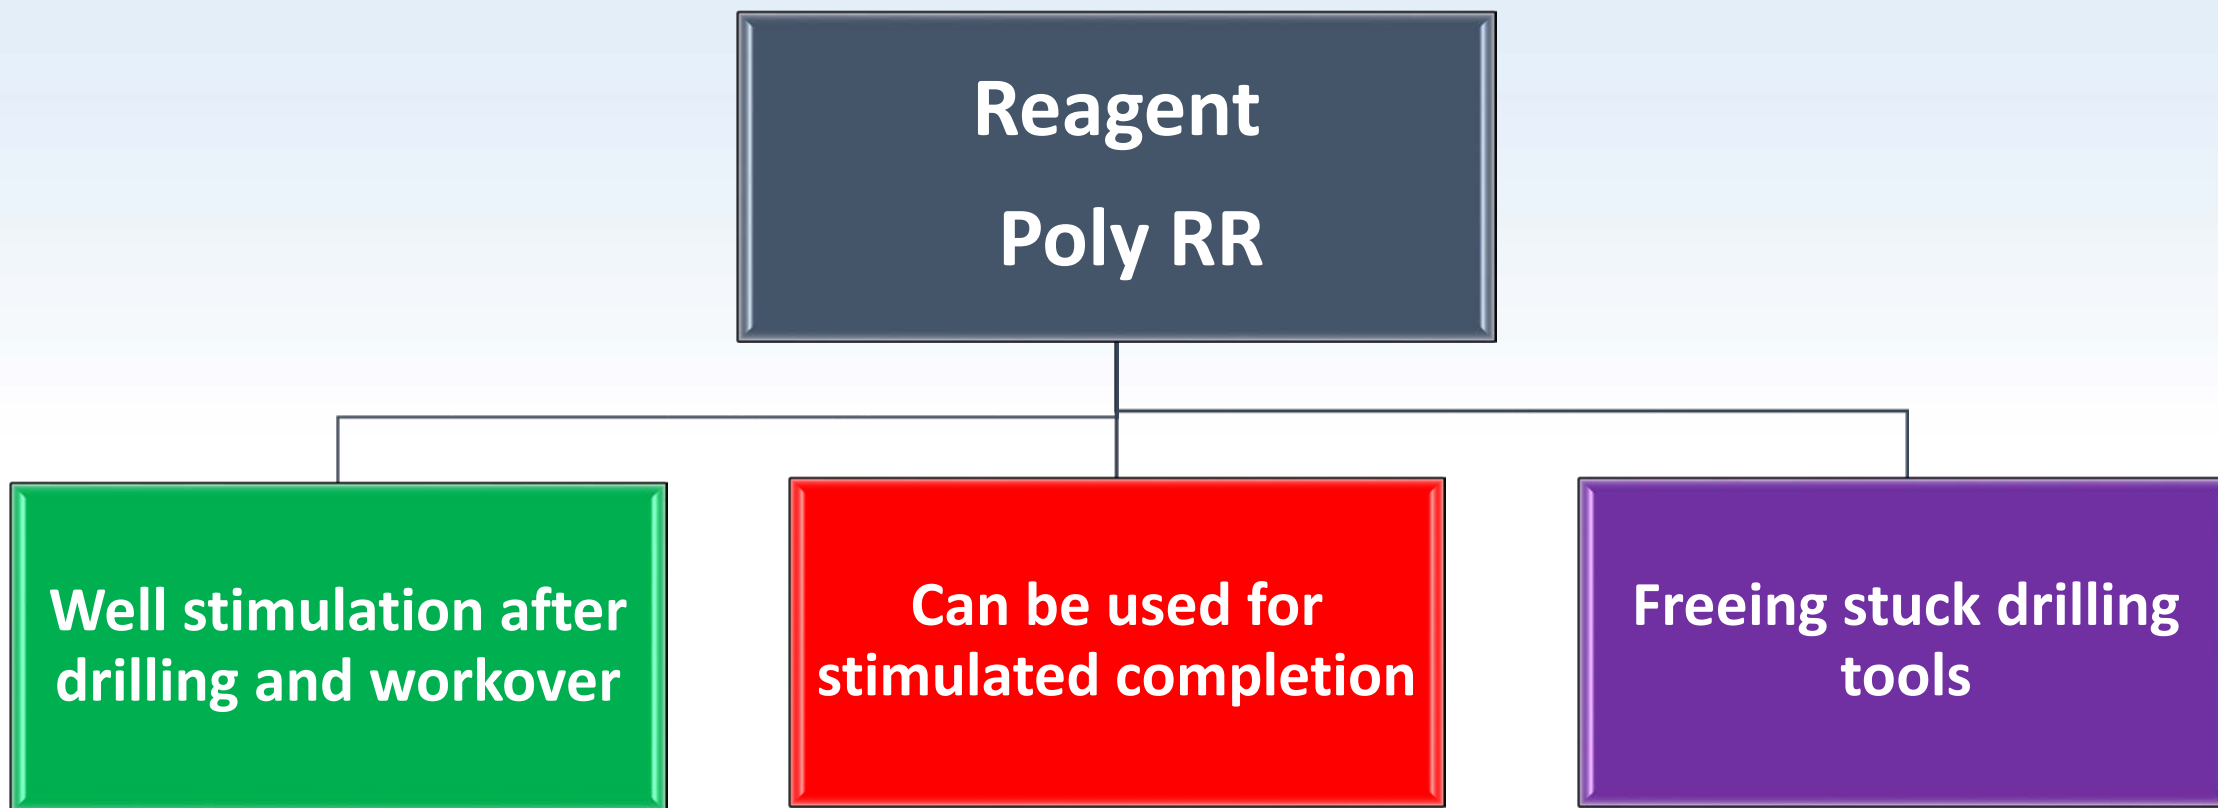 Reagent
Poly RR
Well stimulation after
drilling and workover
Can be used for
stimulated completion
Freeing stuck drilling
tools